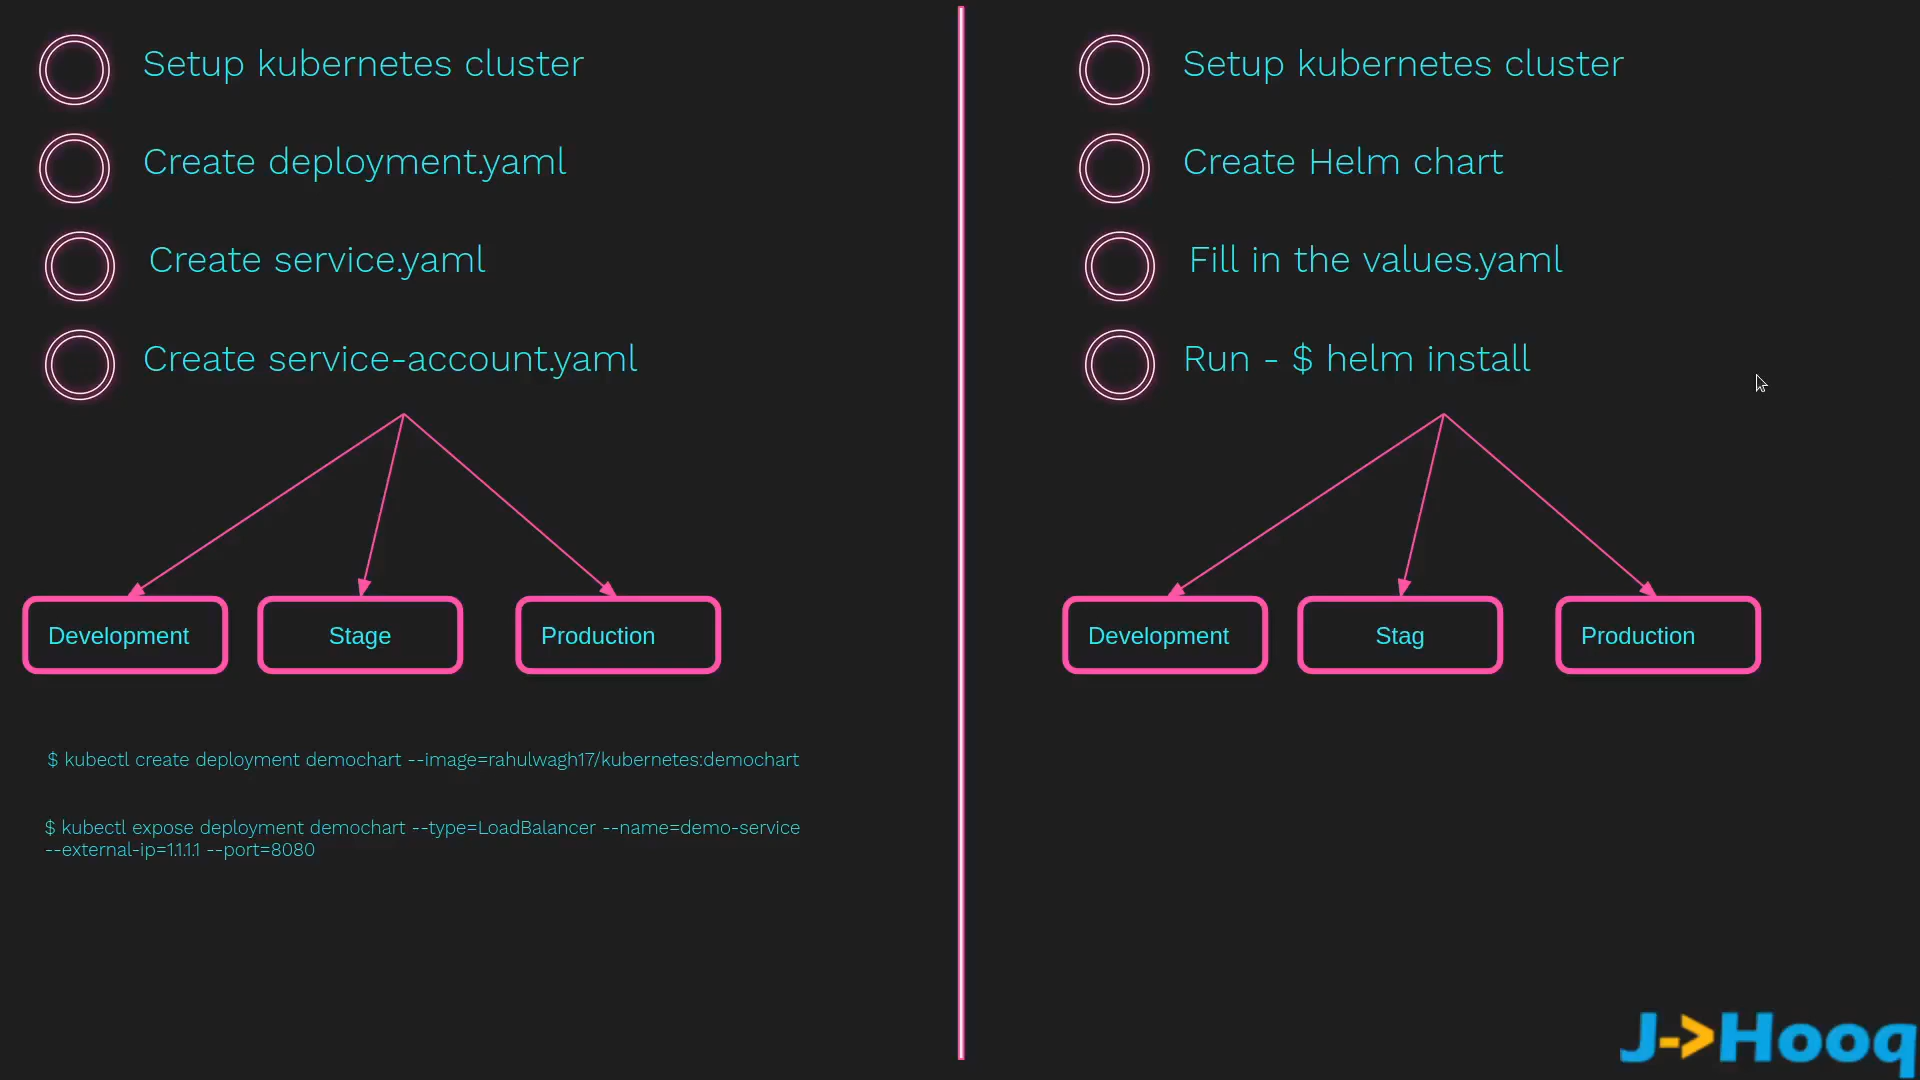 Setup kubernetes cluster
Create deployment.yaml
Create service.yaml
Create service-account.yaml
Development
Stage
Production
$ kubectl create deployment demochart --image=rahulwagh17/kubernetes:demochart
$ kubectl expose deployment demochart --type=LoadBalancer --name=demo-service
--external-ip=1.1.1.1 --port=8080
Setup kubernetes cluster
Create Helm chart
Fill in the values.yaml
Run - $ helm install
Development
Stag
Production
J->Hooq